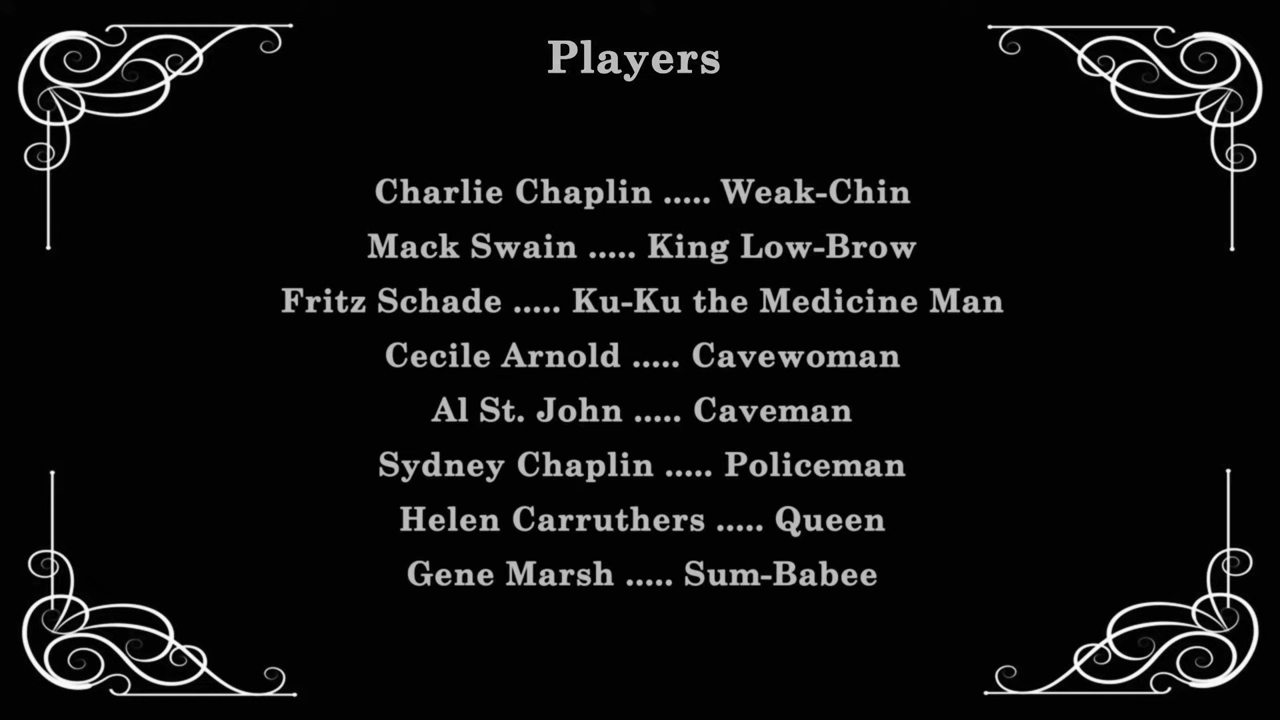 Players
Charlie Chaplin ..... Weak-Chin
Mack Swain ..... King Low-Brow
Fritz Schade ..... Ku-Ku the Medicine Man
Cecile Arnold ..... Cavewoman
Al St. John ..... Caveman
Sydney Chaplin ..... Policeman
Helen Carruthers ..... Queen
Gene Marsh ..... Sum-Babee